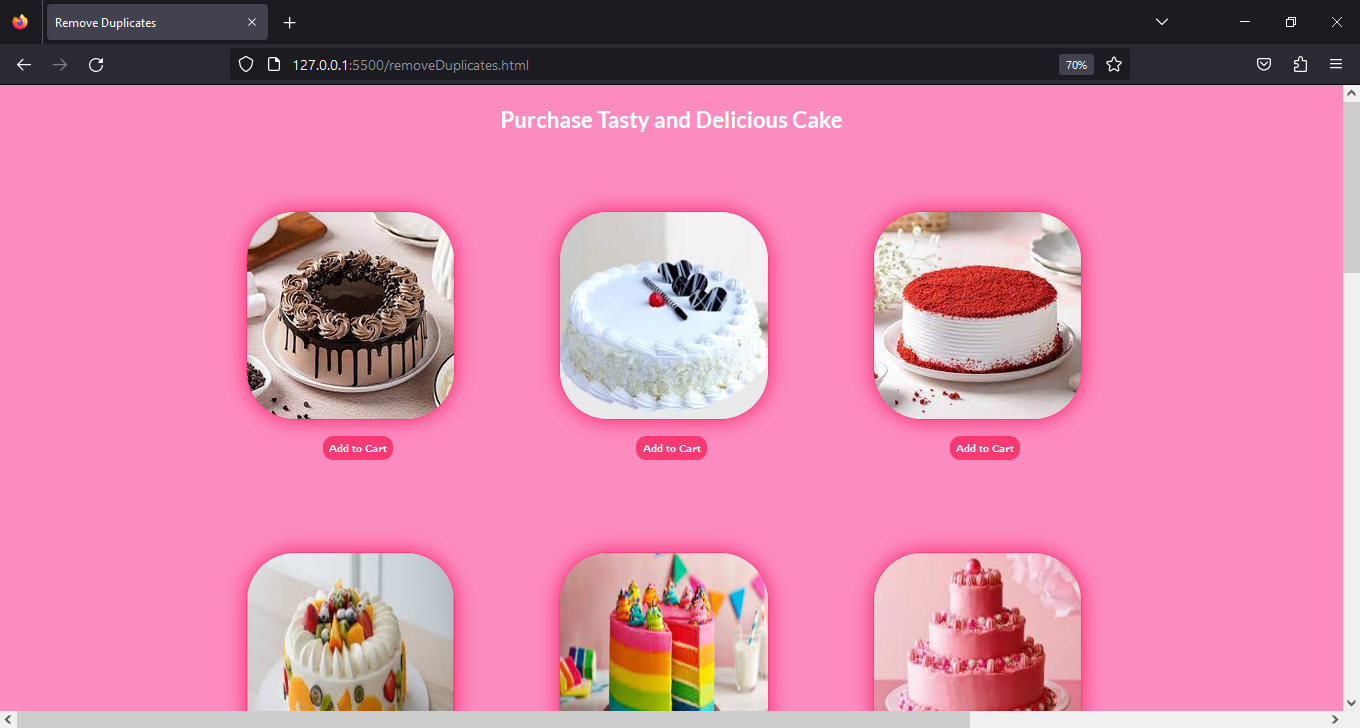 Remove Duplicates
127.0.0.1:5500/removeDuplicates.html
70%
Purchase Tasty and Delicious Cake
Add to Cart
Add to Cart
Add to Cart